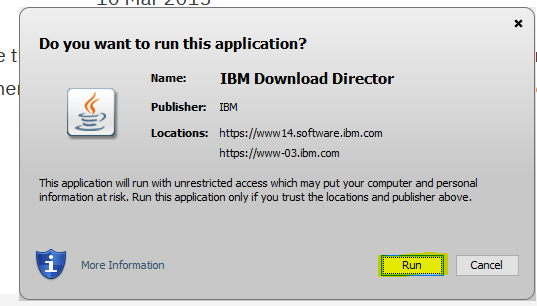 10 Mar 2015
Do you want to run this application?
Name: IBM Download Director
Publisher: IBM
Locations: https://www14.software.ibm.com
https://www-03.ibm.com
This application will run with unrestricted access which may put your computer and personal
information at risk. Run this application only if you trust the locations and publisher above.
More Information
Run
Cancel